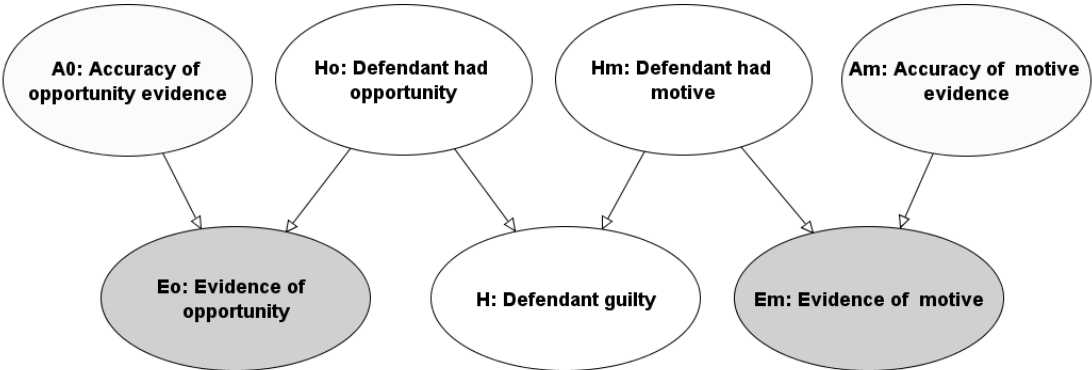 A0: Accuracy of
opportunity evidence
Ho: Defendant had
opportunity
Hm: Defendant had
motive
Am: Accuracy of motive
evidence
Eo: Evidence of
opportunity
H: Defendant guilty
Em: Evidence of motive